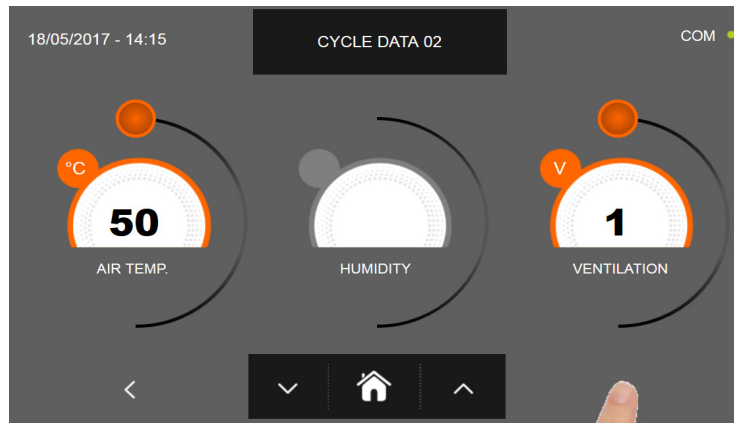 18/05/2017 - 14:15
CYCLE DATA 02
COM
°C
50
AIR TEMP.
HUMIDITY
V
1
VENTILATION